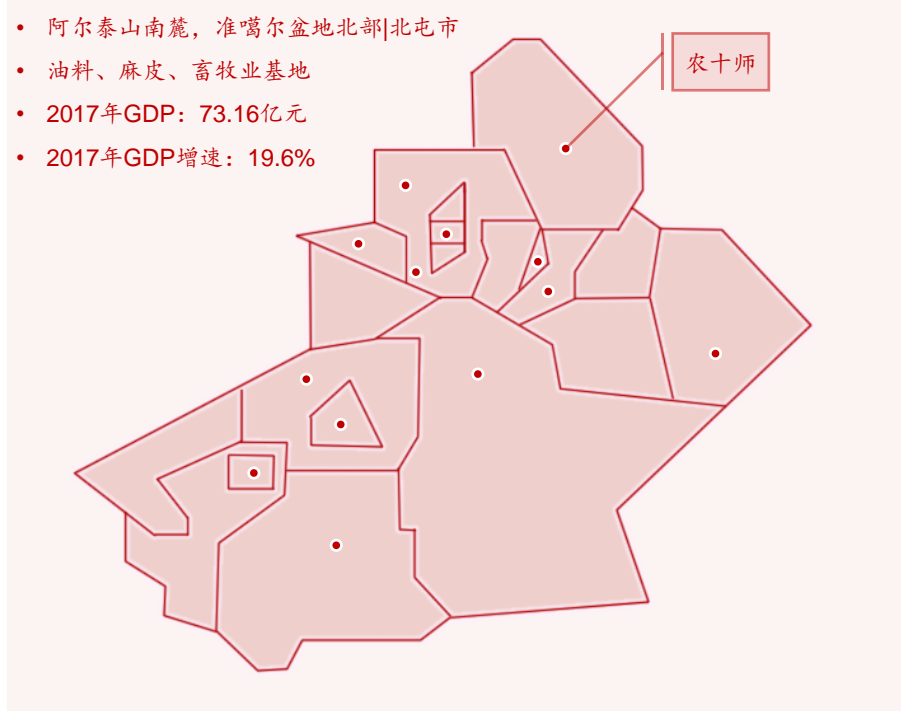 • 阿尔泰山南麓，准噶尔盆地北部|北屯市
• 油料、麻皮、畜牧业基地
• 2017年GDP：73.16亿元
• 2017年GDP增速：19.6%
农十师